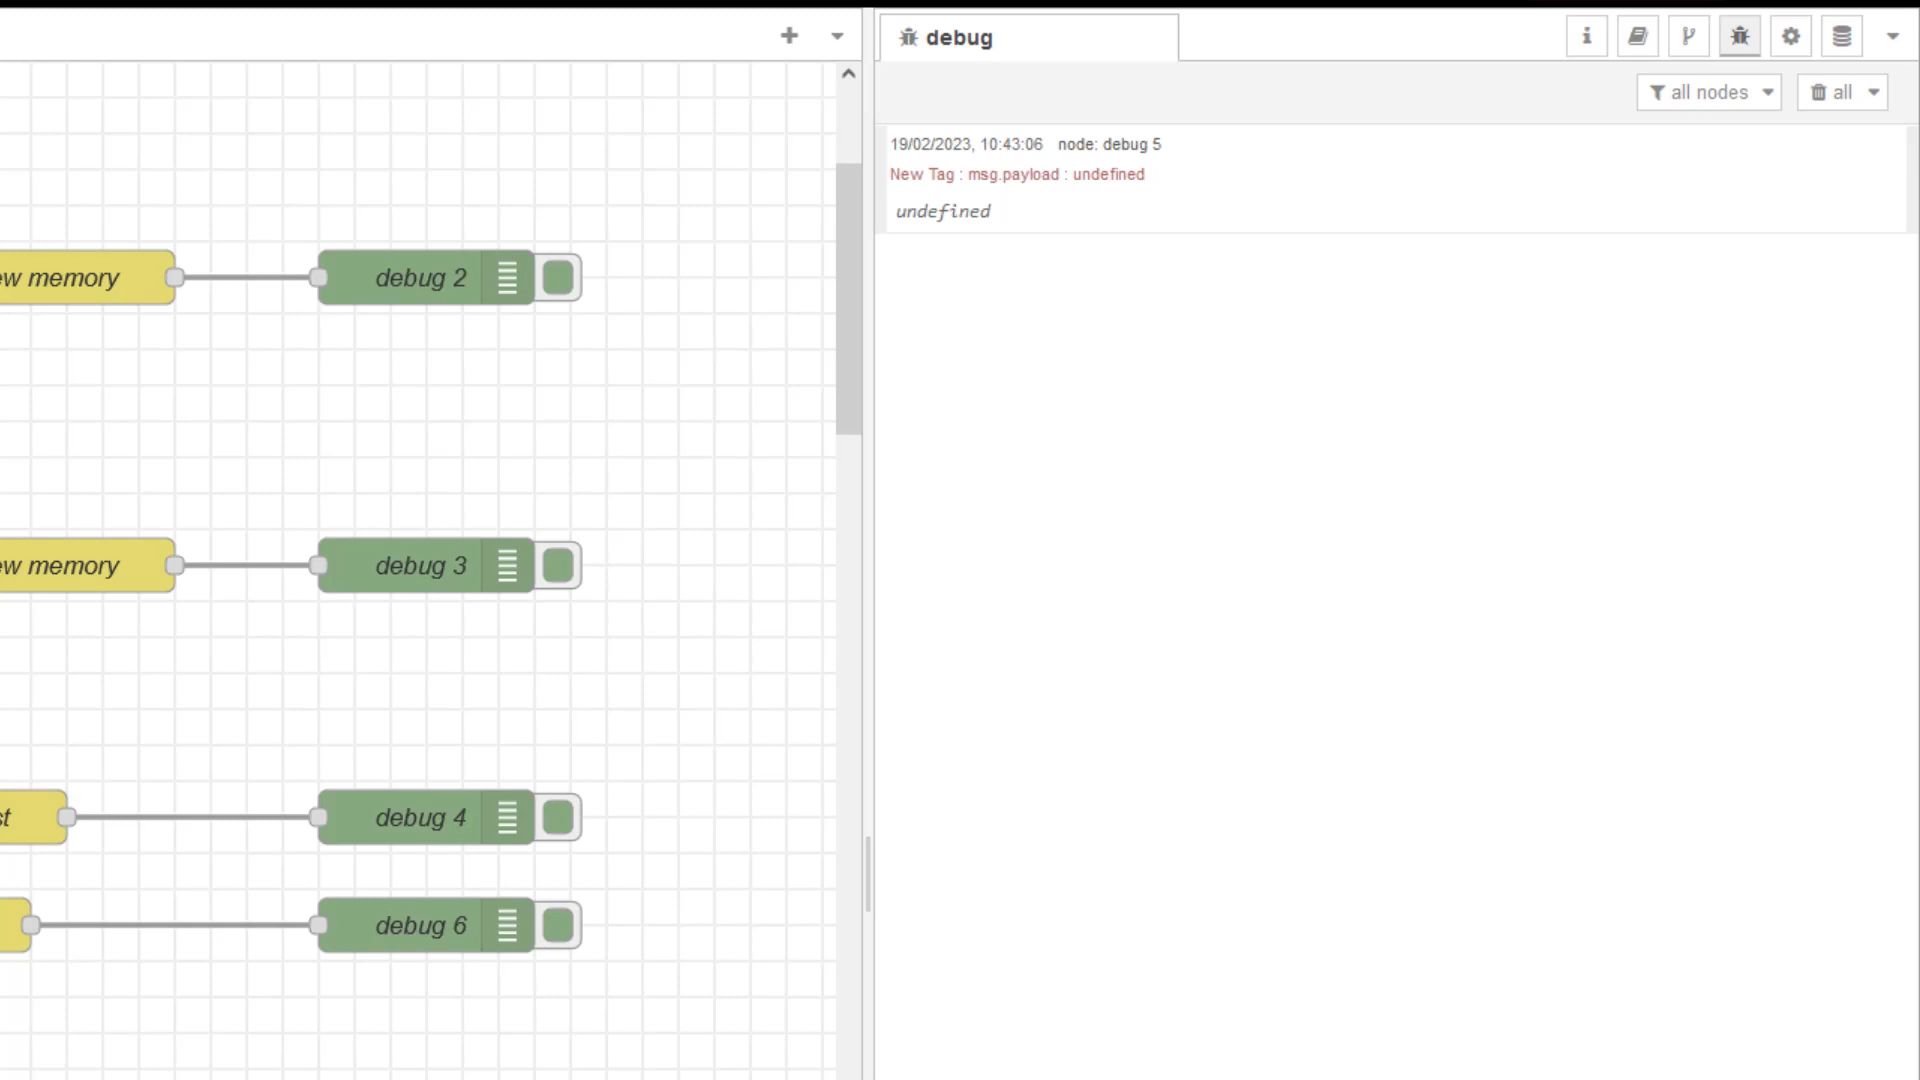 debug
all nodes
all
19/02/2023, 10:43:06 node: debug 5
New Tag : msg.payload : undefined
undefined
ew memory
debug 2
ew memory
debug 3
st
debug 4
debug 6